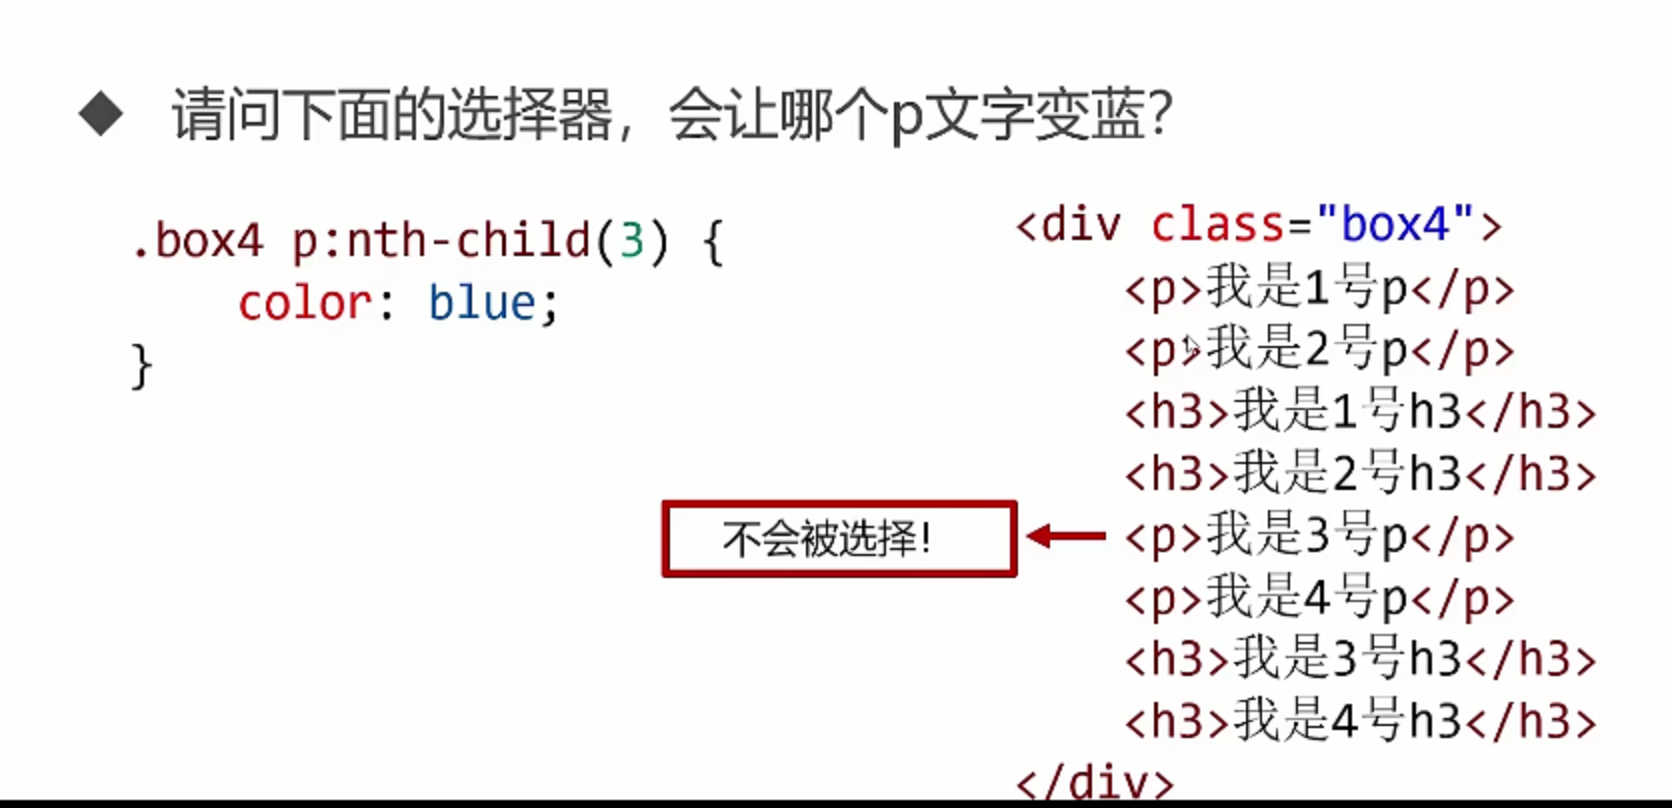 ◆ 请问下面的选择器，会让哪个p文字变蓝？
.box4 p:nth-child(3) {
    color: blue;
}
<div class="box4">
    <p>我是1号p</p>
    <p>我是2号p</p>
    <h3>我是1号h3</h3>
    <h3>我是2号h3</h3>
    <p>我是3号p</p>
    <p>我是4号p</p>
    <h3>我是3号h3</h3>
    <h3>我是4号h3</h3>
</div>
不会被选择！